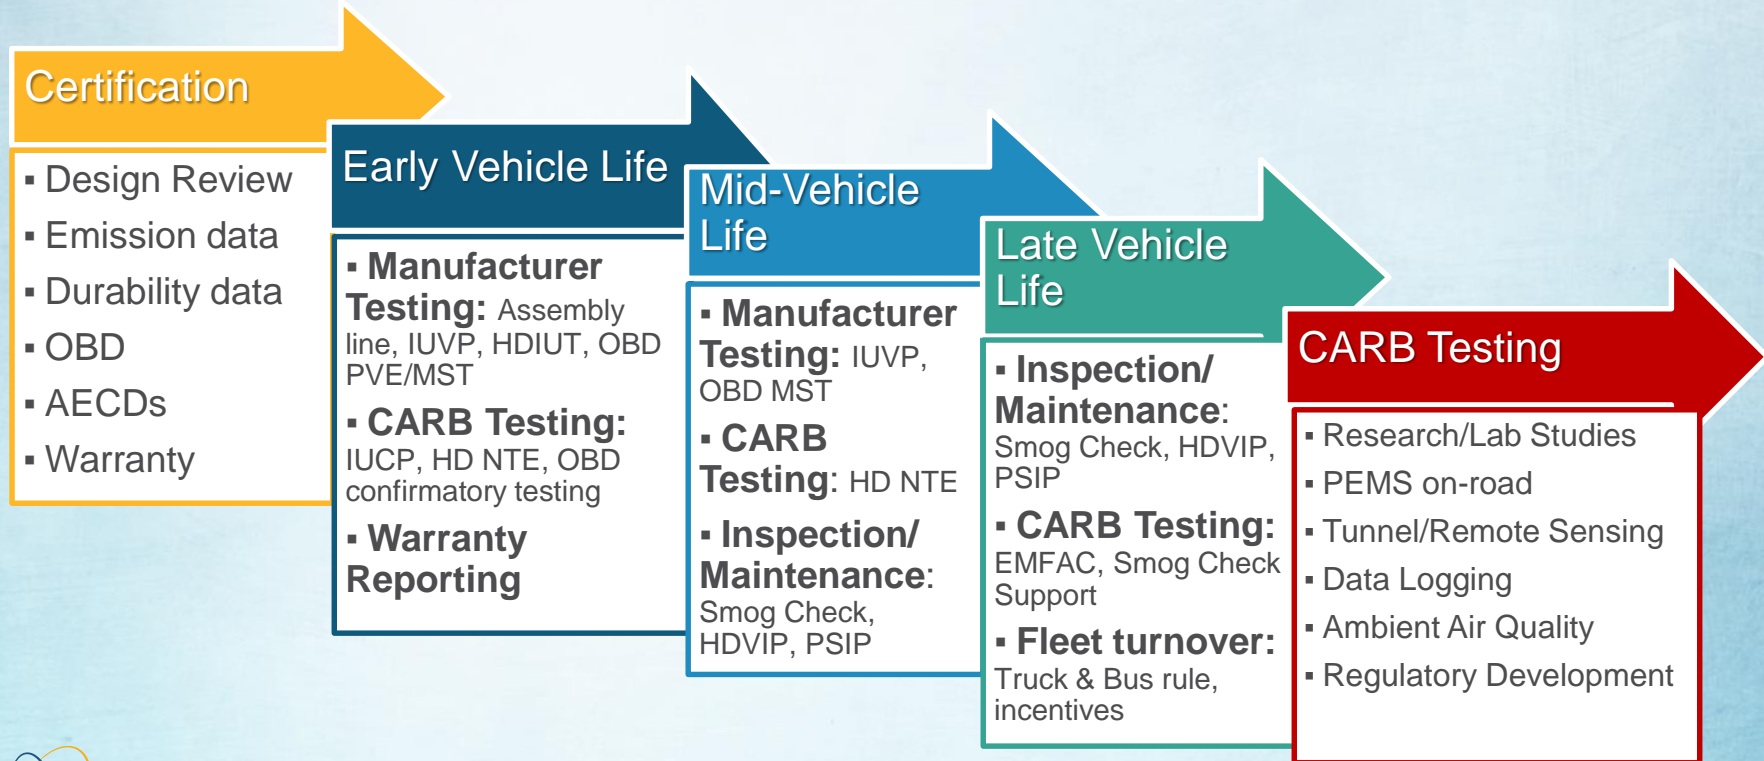 Certification
▪ Design Review
▪ Emission data
▪ Durability data
▪ OBD
▪ AECDs
▪ Warranty
Early Vehicle Life
▪ Manufacturer
Testing: Assembly
line, IUVP, HDIUT, OBD
PVE/MST
▪ CARB Testing:
IUCP, HD NTE, OBD
confirmatory testing
▪ Warranty
Reporting
Mid-Vehicle
Life
▪ Manufacturer
Testing: IUVP,
OBD MST
▪ CARB
Testing: HD NTE
▪ Inspection/
Maintenance:
Smog Check,
HDVIP, PSIP
Late Vehicle
Life
▪ Inspection/
Maintenance:
Smog Check, HDVIP,
PSIP
▪ CARB Testing:
EMFAC, Smog Check
Support
▪ Fleet turnover:
Truck & Bus rule,
incentives
CARB Testing
▪ Research/Lab Studies
▪ PEMS on-road
▪ Tunnel/Remote Sensing
▪ Data Logging
▪ Ambient Air Quality
▪ Regulatory Development